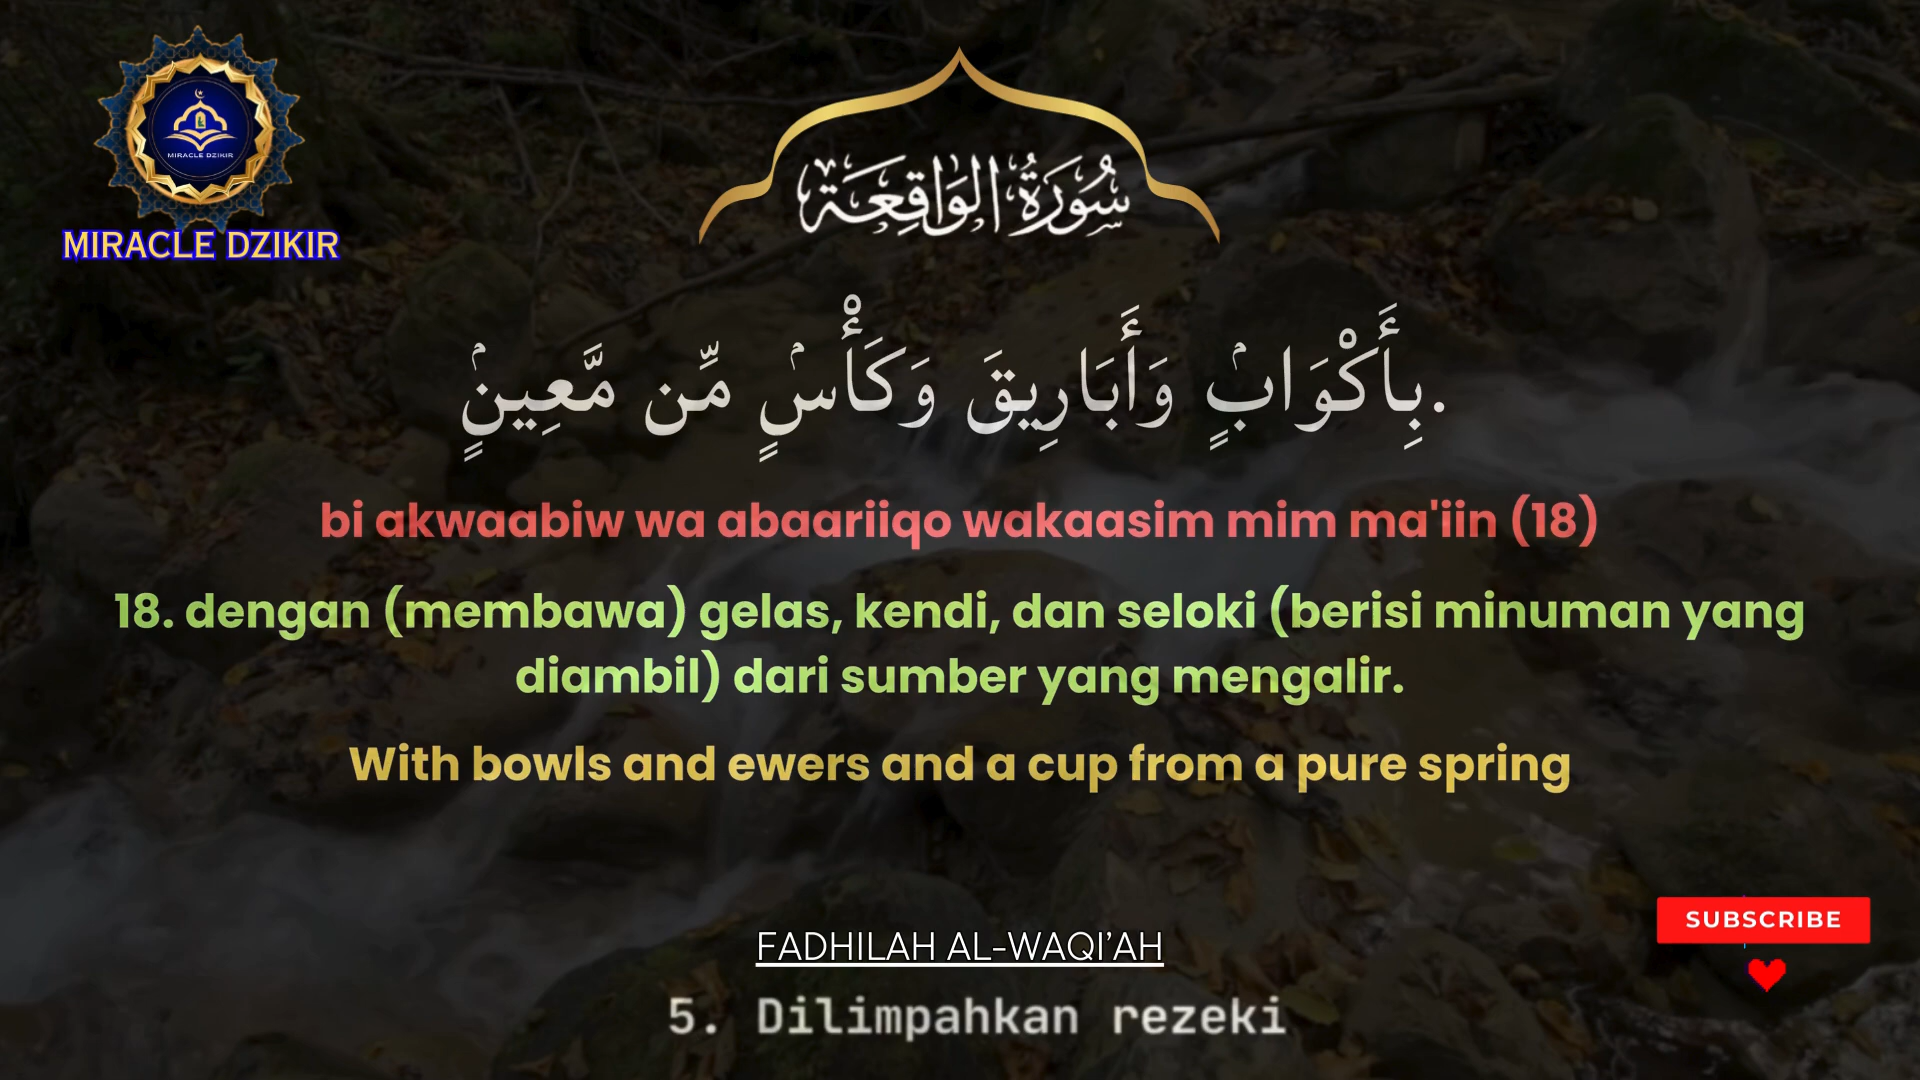 MIRACLE DZIKIR
MIRACLE DZIKIR
سُورَةُ الوَاقِعَة
بِأَكْوَابٍۢ وَأَبَارِيقَ وَكَأْسٍۢ مِّن مَّعِينٍۢ.
bi akwaabiw wa abaariiqo wakaasim mim ma'iin (18)
18. dengan (membawa) gelas, kendi, dan seloki (berisi minuman yang
diambil) dari sumber yang mengalir.
With bowls and ewers and a cup from a pure spring
SUBSCRIBE
FADHILAH AL-WAQI'AH
5. Dilimpahkan rezeki